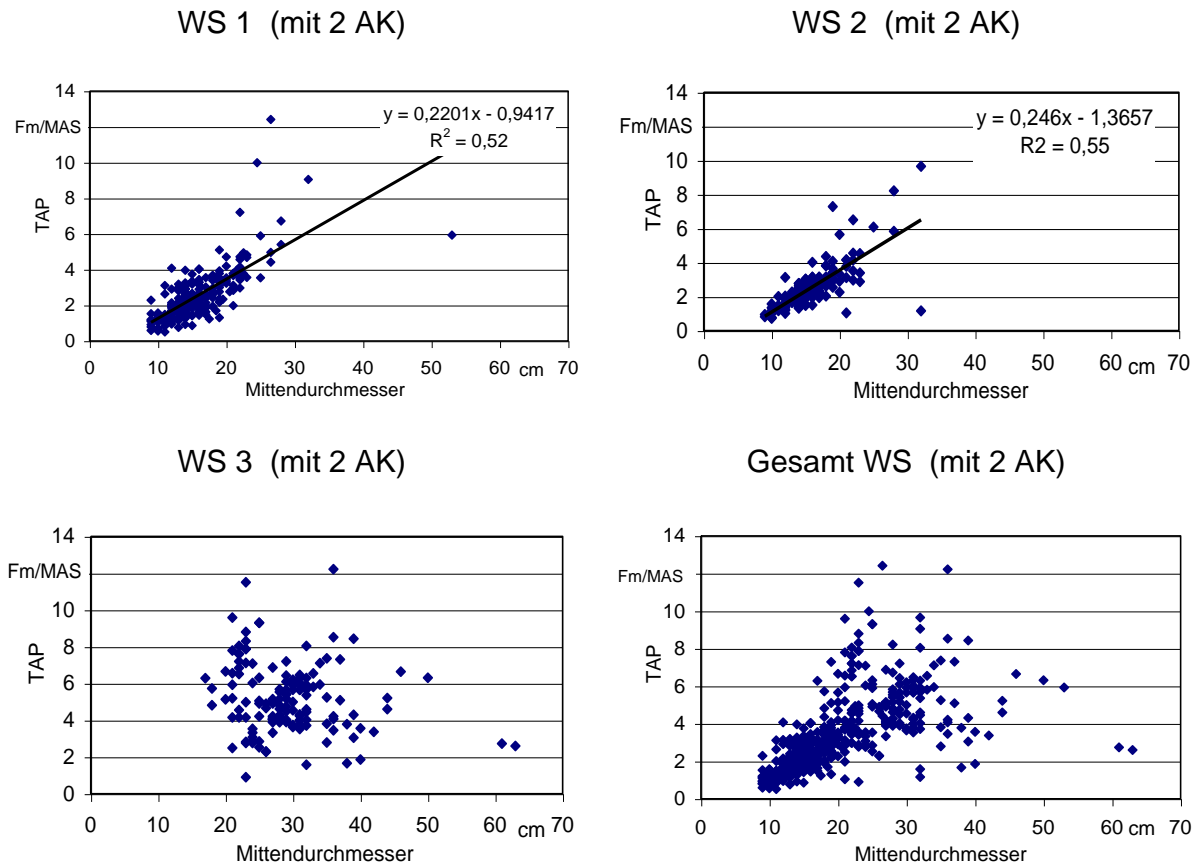 WS 1 (mit 2 AK)
14
12
10
8
6
4
2
0
Fm/MAS
TAP
y = 0,2201x - 0,9417
R² = 0,52
0 10 20 30 40 50 60 cm 70
Mittendurchmesser
WS 2 (mit 2 AK)
14
12
10
8
6
4
2
0
Fm/MAS
TAP
y = 0,246x - 1,3657
R2 = 0,55
0 10 20 30 40 50 60 cm 70
Mittendurchmesser
WS 3 (mit 2 AK)
14
12
10
8
6
4
2
0
Fm/MAS
TAP
0 10 20 30 40 50 60 cm 70
Mittendurchmesser
Gesamt WS (mit 2 AK)
14
12
10
8
6
4
2
0
Fm/MAS
TAP
0 10 20 30 40 50 60 cm 70
Mittendurchmesser